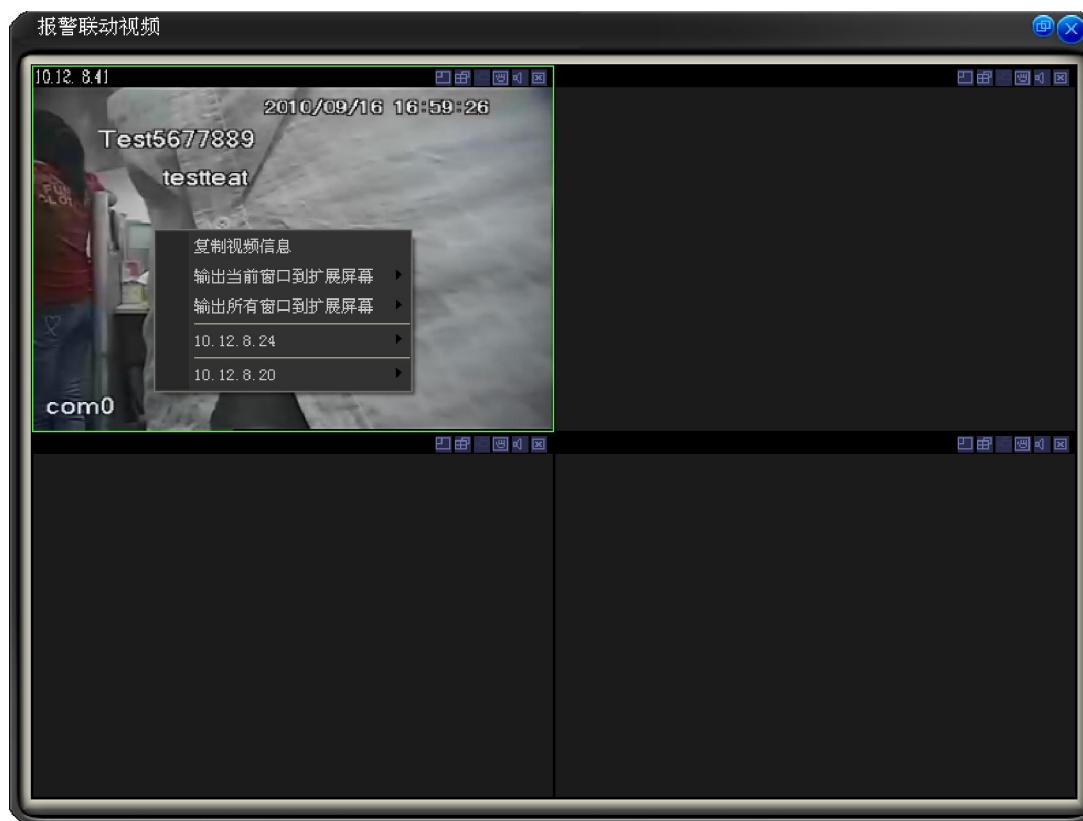 报警联动视频
10.12. 8.41
2010/09/16 16:59:26
Test5677889
testteat
FUN
复制视频信息
输出当前窗口到扩展屏幕
输出所有窗口到扩展屏幕
10.12.8.24
10.12.8.20
com0